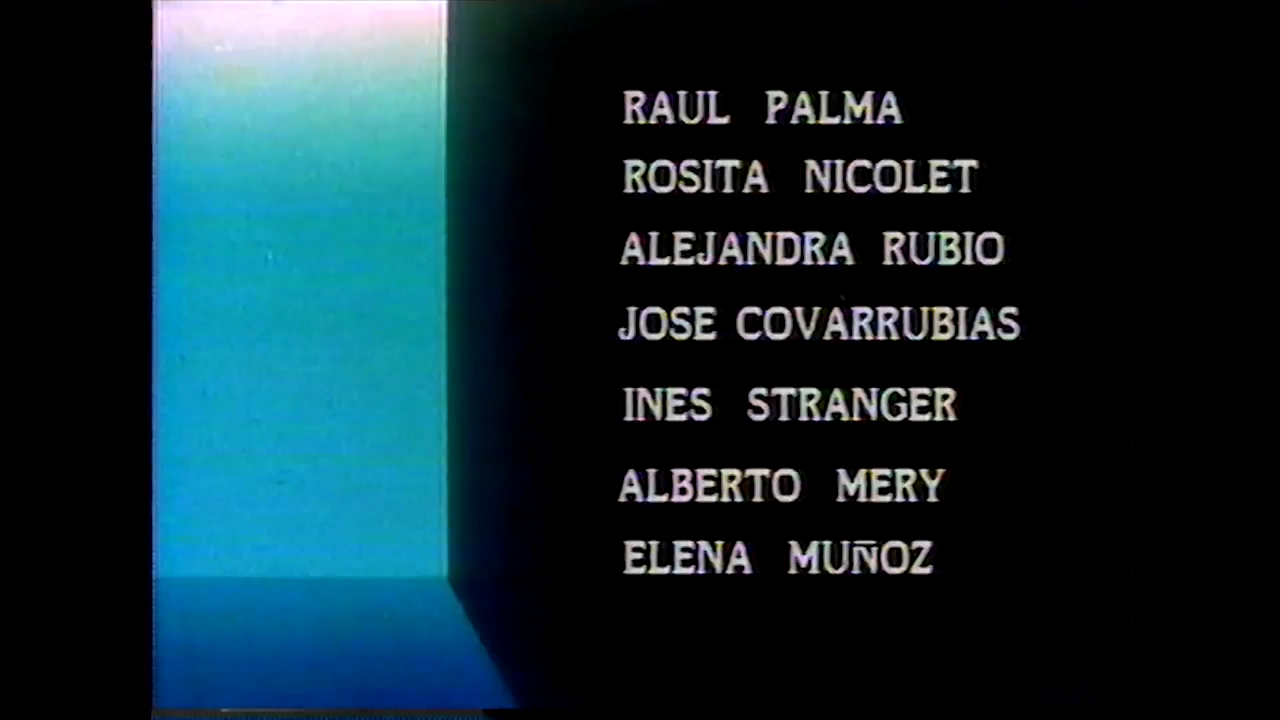 RAUL PALMA
ROSITA NICOLET
ALEJANDRA RUBIO
JOSE COVARRUBIAS
INES STRANGER
ALBERTO MERY
ELENA MUÑOZ